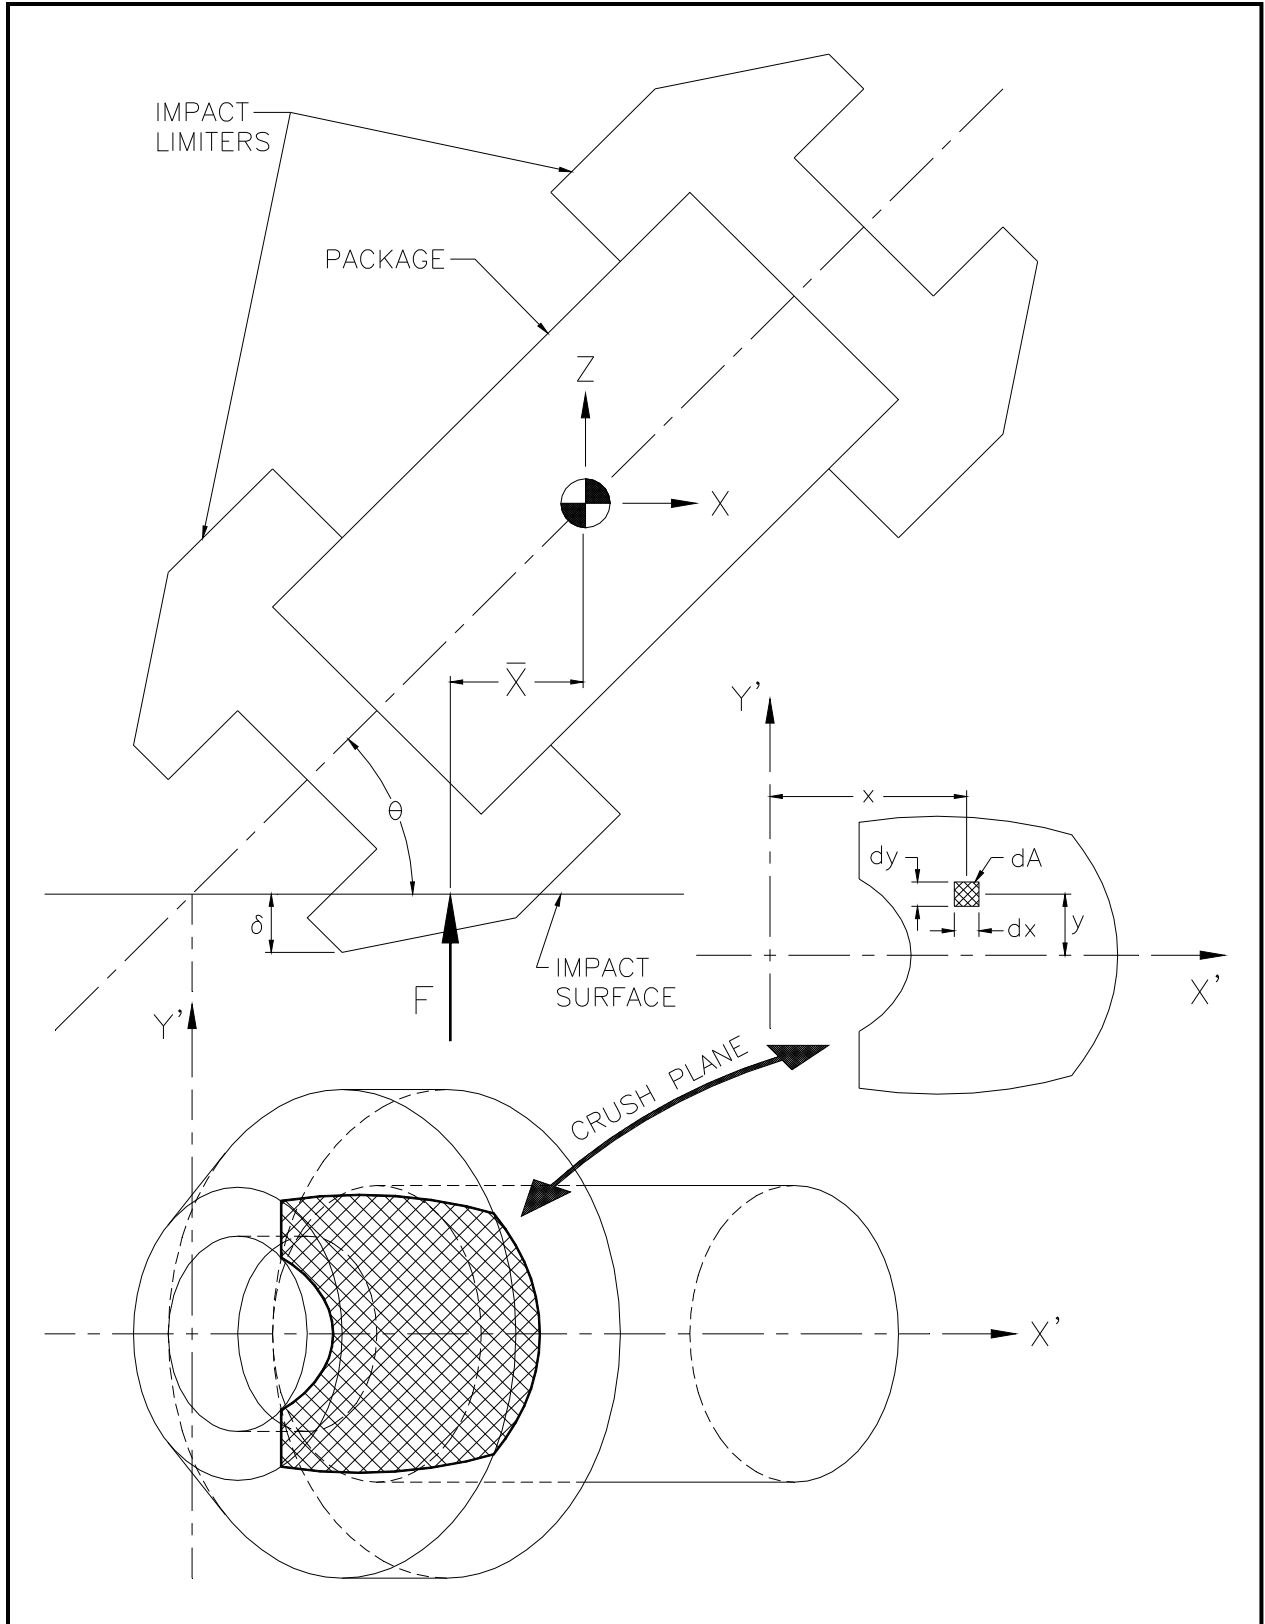 IMPACT
LIMITERS
PACKAGE
Z
X
X̅
Y'
x
θ
dy
dA
δ
dx
y
F
IMPACT
SURFACE
X'
Y'
CRUSH PLANE
X'